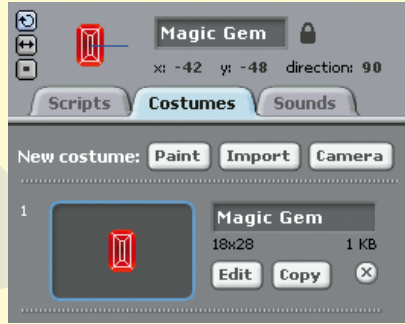 Magic Gem
x: -42 y: -48 direction: 90
Scripts Costumes Sounds
New costume: Paint Import Camera
1
Magic Gem
18x28 1 KB
Edit Copy